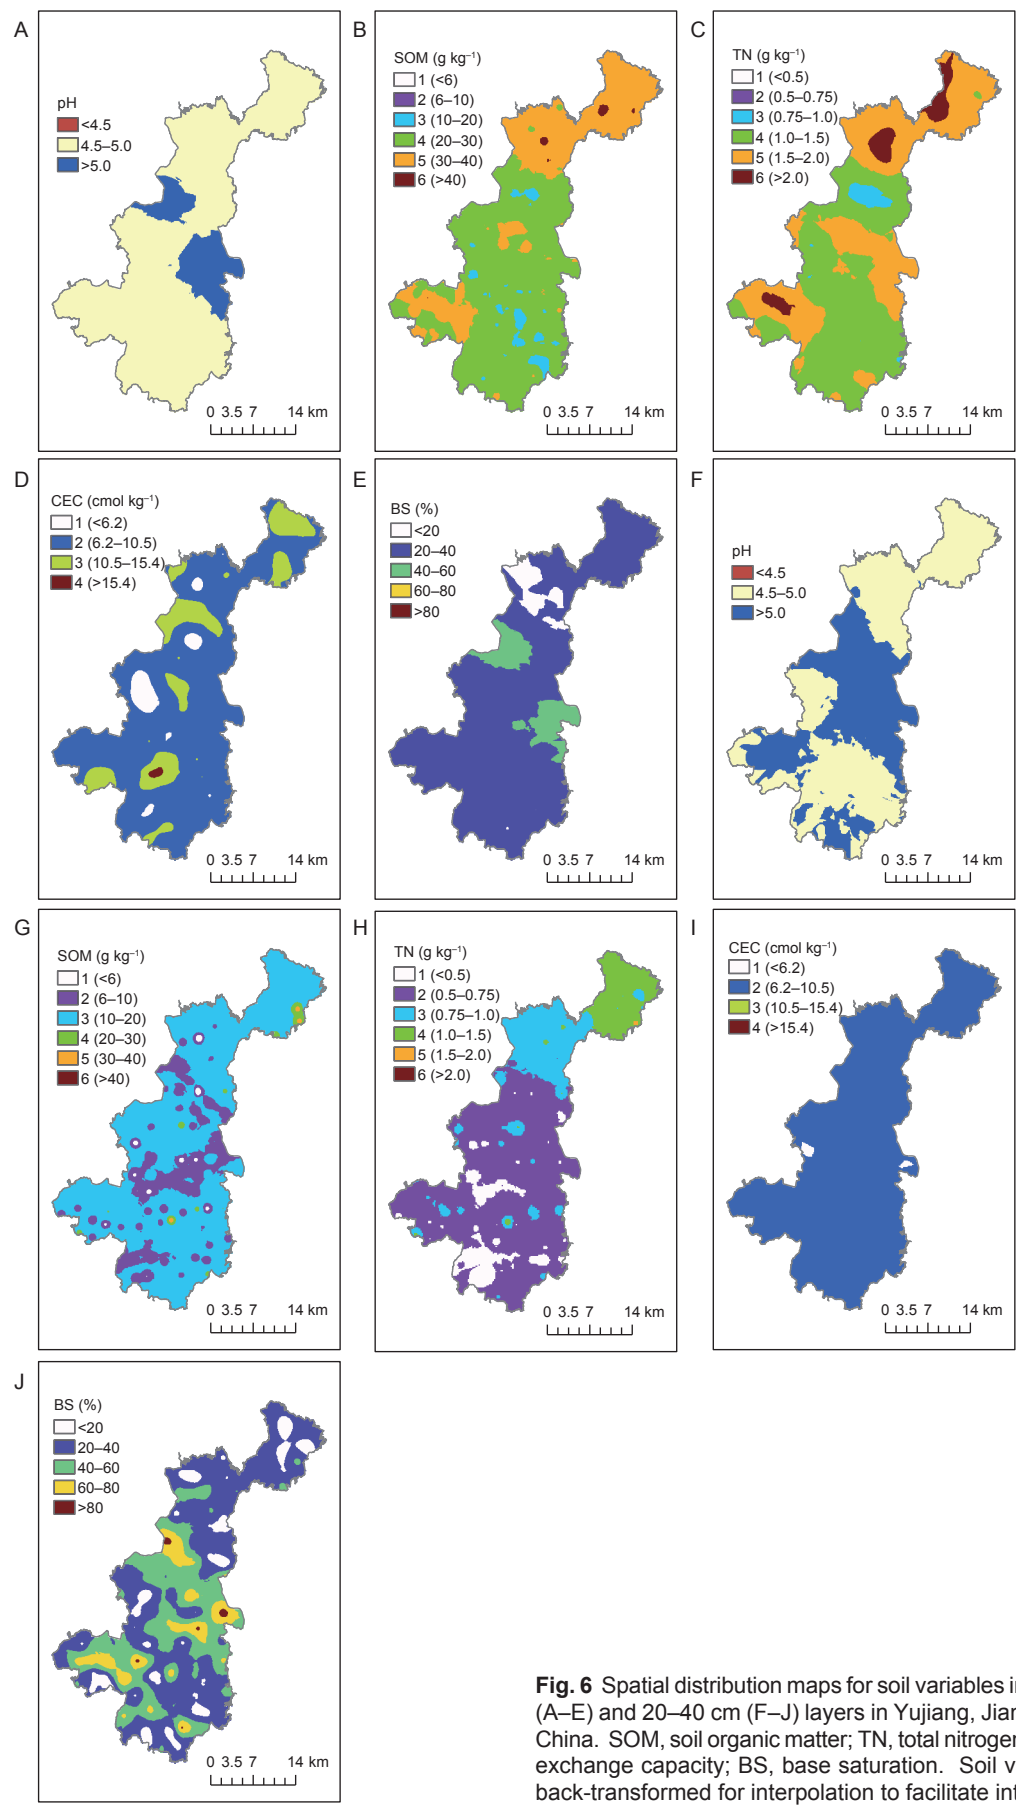 A
pH
<4.5
4.5–5.0
>5.0
0 3.5 7 14 km
B
SOM (g kg–1)
1 (<6)
2 (6–10)
3 (10–20)
4 (20–30)
5 (30–40)
6 (>40)
0 3.5 7 14 km
C
TN (g kg–1)
1 (<0.5)
2 (0.5–0.75)
3 (0.75–1.0)
4 (1.0–1.5)
5 (1.5–2.0)
6 (>2.0)
0 3.5 7 14 km
D
CEC (cmol kg–1)
1 (<6.2)
2 (6.2–10.5)
3 (10.5–15.4)
4 (>15.4)
0 3.5 7 14 km
E
BS (%)
<20
20–40
40–60
60–80
>80
0 3.5 7 14 km
F
pH
<4.5
4.5–5.0
>5.0
0 3.5 7 14 km
G
SOM (g kg–1)
1 (<6)
2 (6–10)
3 (10–20)
4 (20–30)
5 (30–40)
6 (>40)
0 3.5 7 14 km
H
TN (g kg–1)
1 (<0.5)
2 (0.5–0.75)
3 (0.75–1.0)
4 (1.0–1.5)
5 (1.5–2.0)
6 (>2.0)
0 3.5 7 14 km
I
CEC (cmol kg–1)
1 (<6.2)
2 (6.2–10.5)
3 (10.5–15.4)
4 (>15.4)
0 3.5 7 14 km
J
BS (%)
<20
20–40
40–60
60–80
>80
0 3.5 7 14 km
Fig. 6 Spatial distribution maps for soil variables
(A–E) and 20–40 cm (F–J) layers in Yujiang,
China. SOM, soil organic matter; TN, total nitrogen
exchange capacity; BS, base saturation. Soil
back-transformed for interpolation to facilitate